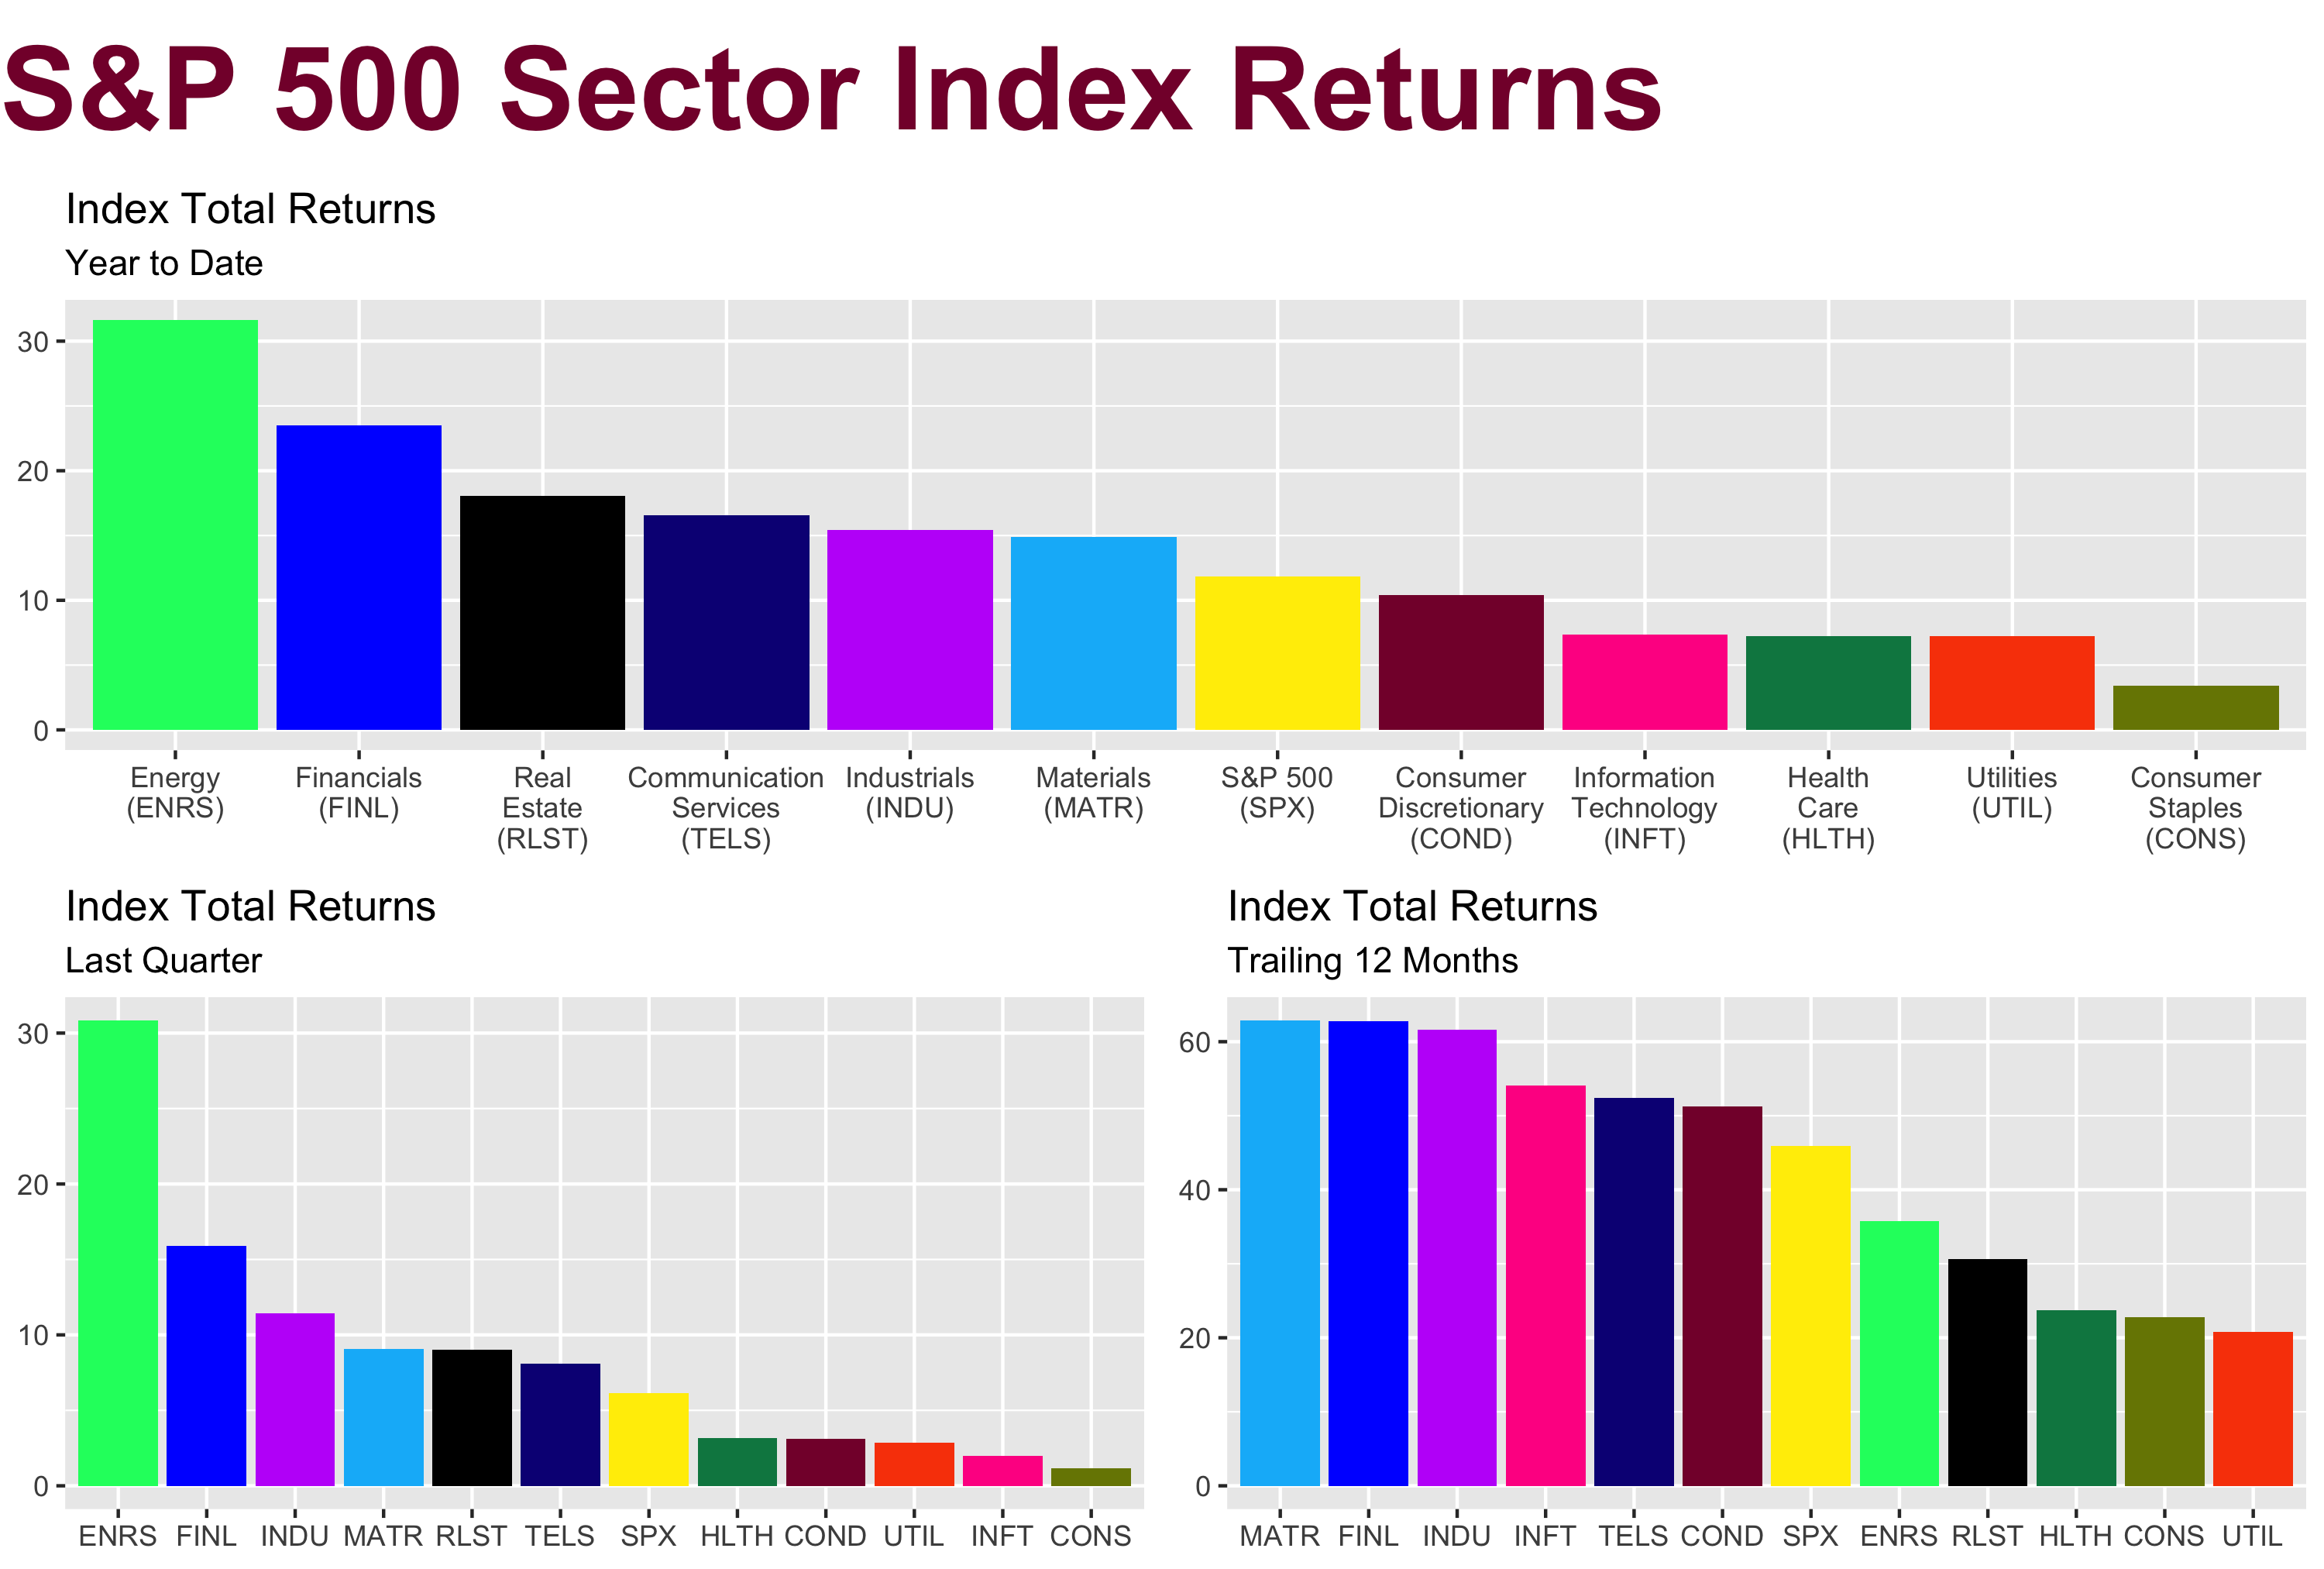 S&P 500 Sector Index Returns
Index Total Returns
Year to Date
30
20
10
0
Energy (ENRS)
Financials (FINL)
Real Estate (RLST)
Communication Services (TELS)
Industrials (INDU)
Materials (MATR)
S&P 500 (SPX)
Consumer Discretionary (COND)
Information Technology (INFT)
Health Care (HLTH)
Utilities (UTIL)
Consumer Staples (CONS)
Index Total Returns
Last Quarter
30
20
10
0
ENRS FINL INDU MATR RLST TELS SPX HLTH COND UTIL INFT CONS
Index Total Returns
Trailing 12 Months
60
40
20
0
MATR FINL INDU INFT TELS COND SPX ENRS RLST HLTH CONS UTIL